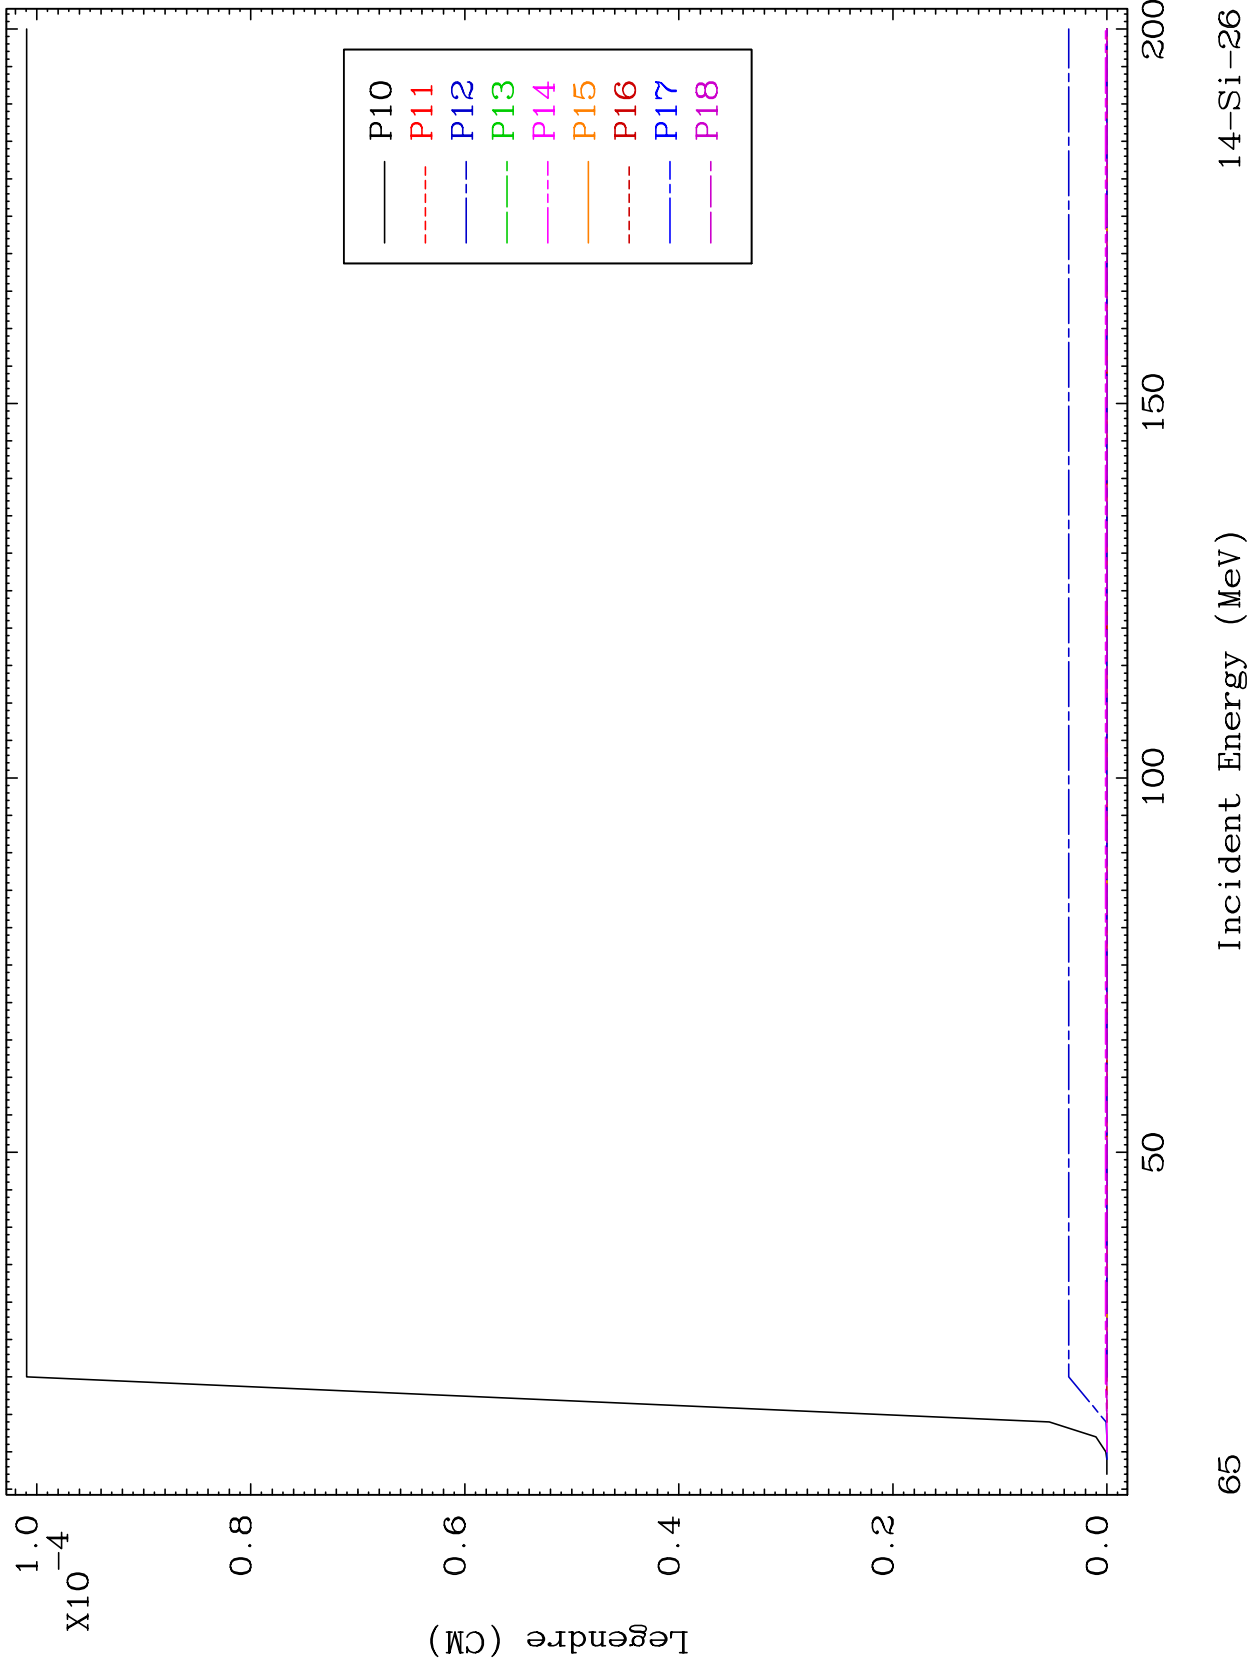 1.0
X10-4
0.8
0.6
0.4
0.2
0.0
Legendre (CM)
P10
P11
P12
P13
P14
P15
P16
P17
P18
50
100
150
200
Incident Energy (MeV)
65
14-Si-26